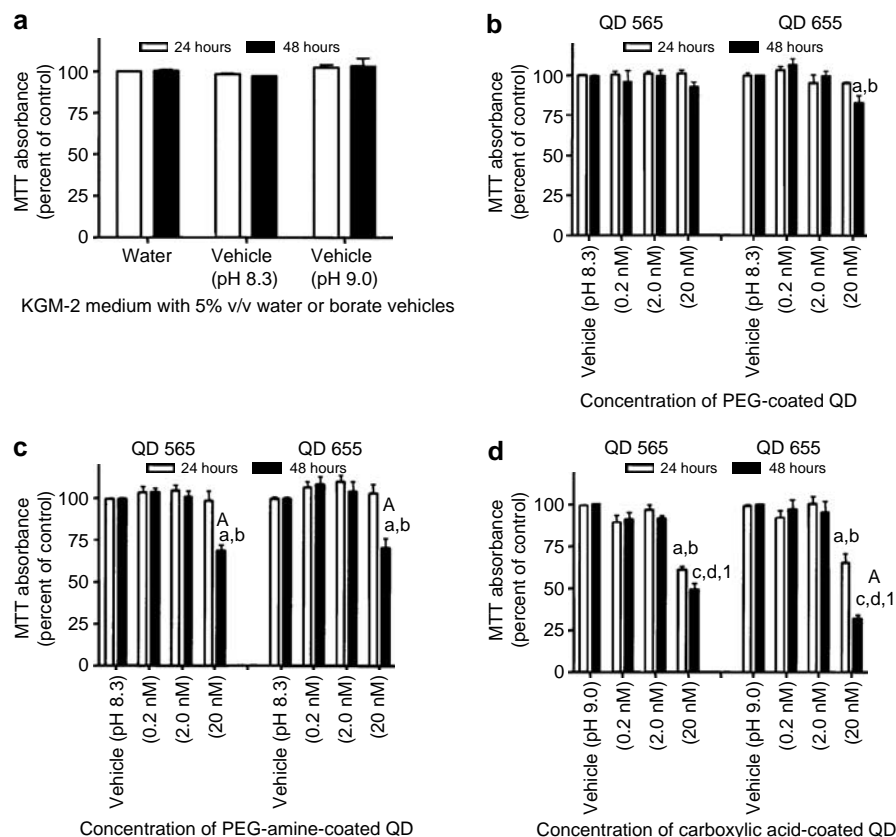 a
24 hours 48 hours
MTT absorbance
(percent of control)
100
75
50
25
0
Water Vehicle (pH 8.3) Vehicle (pH 9.0)
KGM-2 medium with 5% v/v water or borate vehicles
b
QD 565 QD 655
24 hours 48 hours
MTT absorbance
(percent of control)
100
75
50
25
0
a,b
Vehicle (pH 8.3)
(0.2 nM)
(2.0 nM)
(20 nM)
Vehicle (pH 8.3)
(0.2 nM)
(2.0 nM)
(20 nM)
Concentration of PEG-coated QD
c
QD 565 QD 655
24 hours 48 hours
MTT absorbance
(percent of control)
100
75
50
25
0
A
a,b
A
a,b
Vehicle (pH 8.3)
(0.2 nM)
(2.0 nM)
(20 nM)
Vehicle (pH 8.3)
(0.2 nM)
(2.0 nM)
(20 nM)
Concentration of PEG-amine-coated QD
d
QD 565 QD 655
24 hours 48 hours
MTT absorbance
(percent of control)
100
75
50
25
0
a,b
c,d,1
a,b
A
c,d,1
Vehicle (pH 9.0)
(0.2 nM)
(2.0 nM)
(20 nM)
Vehicle (pH 9.0)
(0.2 nM)
(2.0 nM)
(20 nM)
Concentration of carboxylic acid-coated QD